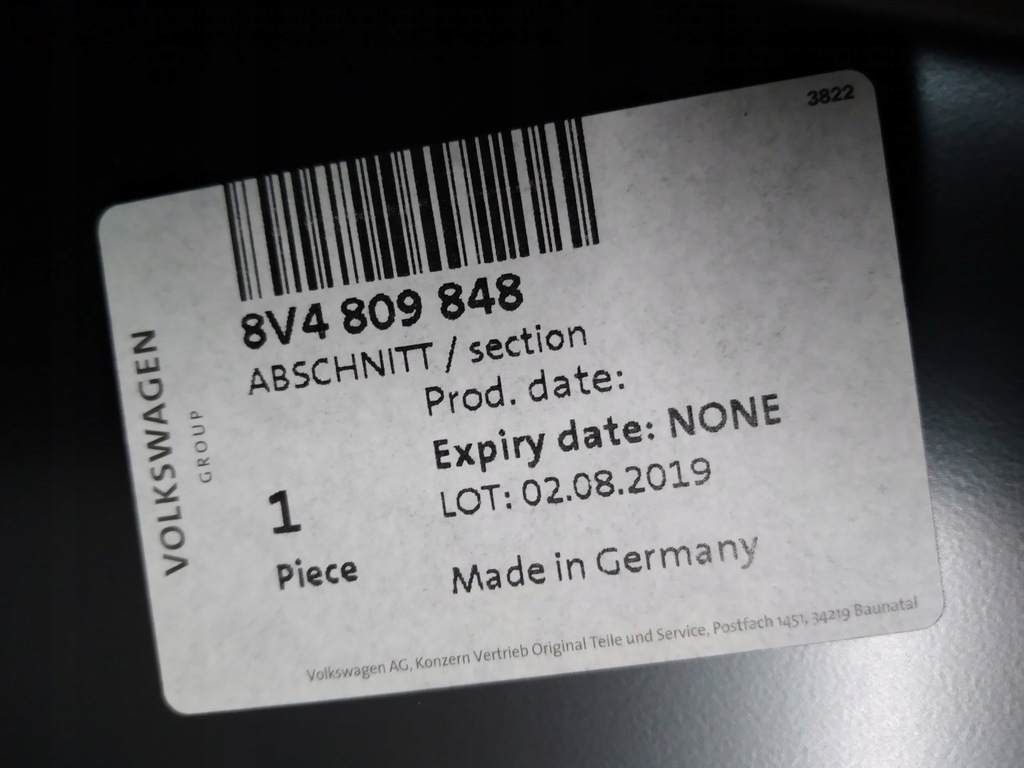 3822
8V4 809 848
ABSCHNITT / section
Prod. date:
Expiry date: NONE
LOT: 02.08.2019
1
Piece
Made in Germany
VOLKSWAGEN
GROUP
Volkswagen AG, Konzern Vertrieb Original Teile und Service, Postfach 1451, 34219 Baunatal